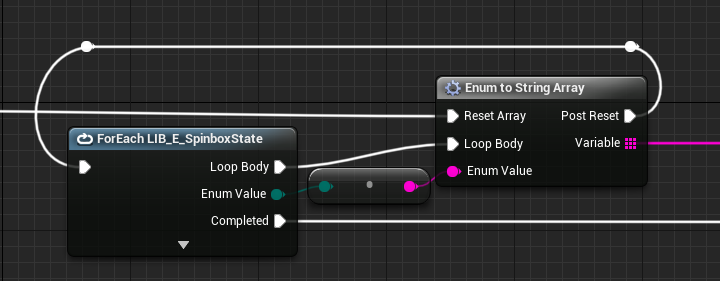 Enum to String Array
Reset Array
Post Reset
ForEach LIB_E_SpinboxState
Loop Body
Variable
Loop Body
Enum Value
Enum Value
Completed